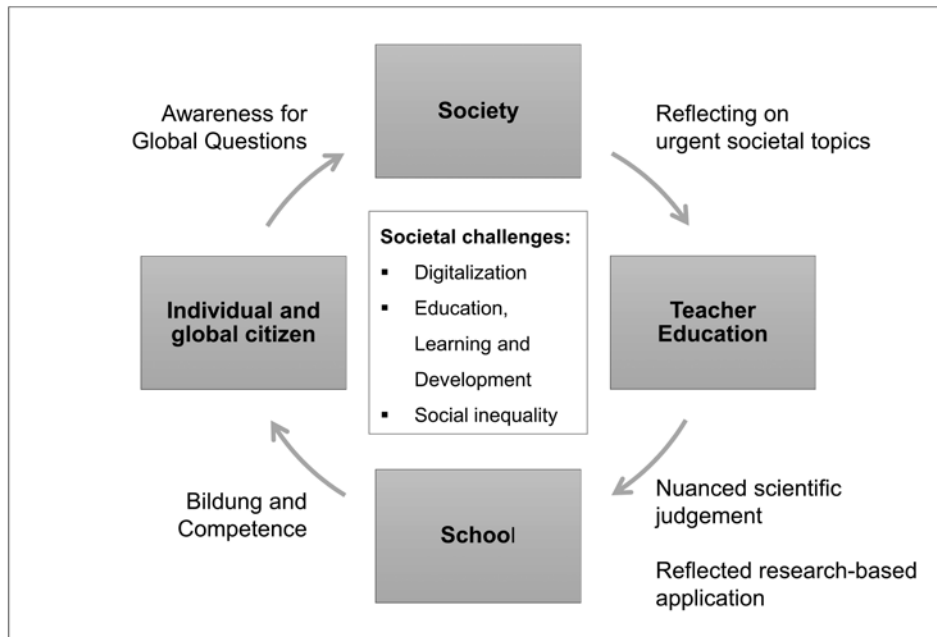 Society
Awareness for
Global Questions
Reflecting on
urgent societal topics
Societal challenges:
▪ Digitalization
▪ Education,
Learning and
Development
▪ Social inequality
Individual and
global citizen
Teacher
Education
Bildung and
Competence
School
Nuanced scientific
judgement
Reflected research-based
application